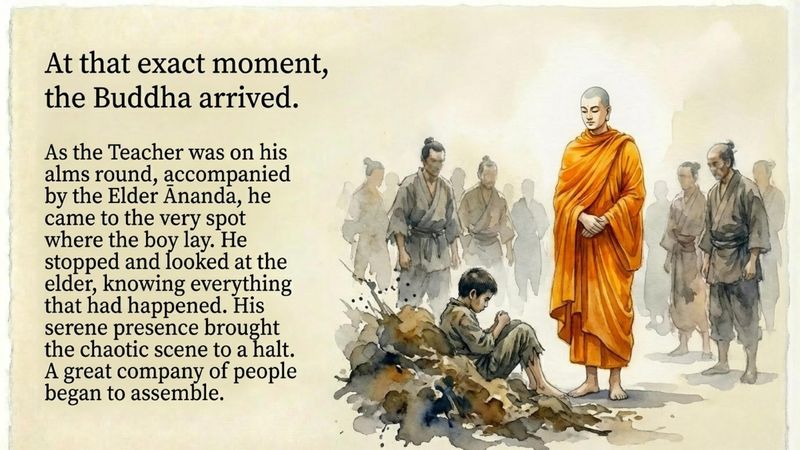 At that exact moment,
the Buddha arrived.
As the Teacher was on his
alms round, accompanied
by the Elder Ānanda, he
came to the very spot
where the boy lay. He
stopped and looked at the
elder, knowing everything
that had happened. His
serene presence brought
the chaotic scene to a halt.
A great company of people
began to assemble.